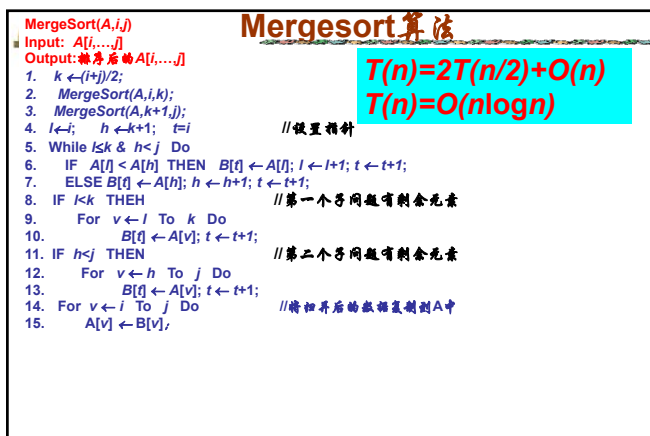 Mergesort算法
MergeSort(A,i,j)
Input: A[i,…,j]
Output:排序后的A[i,…,j]
T(n)=2T(n/2)+O(n)
T(n)=O(nlogn)
1. k ←(i+j)/2;
2. MergeSort(A,i,k);
3. MergeSort(A,k+1,j);
4. l←i; h ←k+1; t=i //设置指针
5. While l≤k & h< j Do
6. IF A[l] < A[h] THEN B[t] ← A[l]; l ← l+1; t ← t+1;
7. ELSE B[t] ← A[h]; h ← h+1; t ← t+1;
8. IF l<k THEH //第一个子问题有剩余元素
9. For v ← l To k Do
10. B[t] ← A[v]; t ← t+1;
11. IF h<j THEN //第二个子问题有剩余元素
12. For v ← h To j Do
13. B[t] ← A[v]; t ← t+1;
14. For v ← i To j Do //将归并后的数据复制到A中
15. A[v] ← B[v];